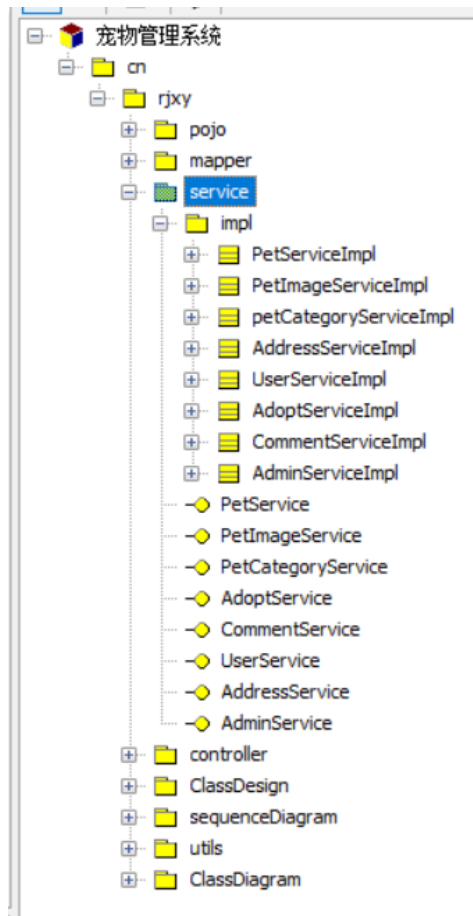 宠物管理系统
cn
rjxy
pojo
mapper
service
impl
PetServiceImpl
PetImageServiceImpl
petCategoryServiceImpl
AddressServiceImpl
UserServiceImpl
AdoptServiceImpl
CommentServiceImpl
AdminServiceImpl
PetService
PetImageService
PetCategoryService
AdoptService
CommentService
UserService
AddressService
AdminService
controller
ClassDesign
sequenceDiagram
utils
ClassDiagram